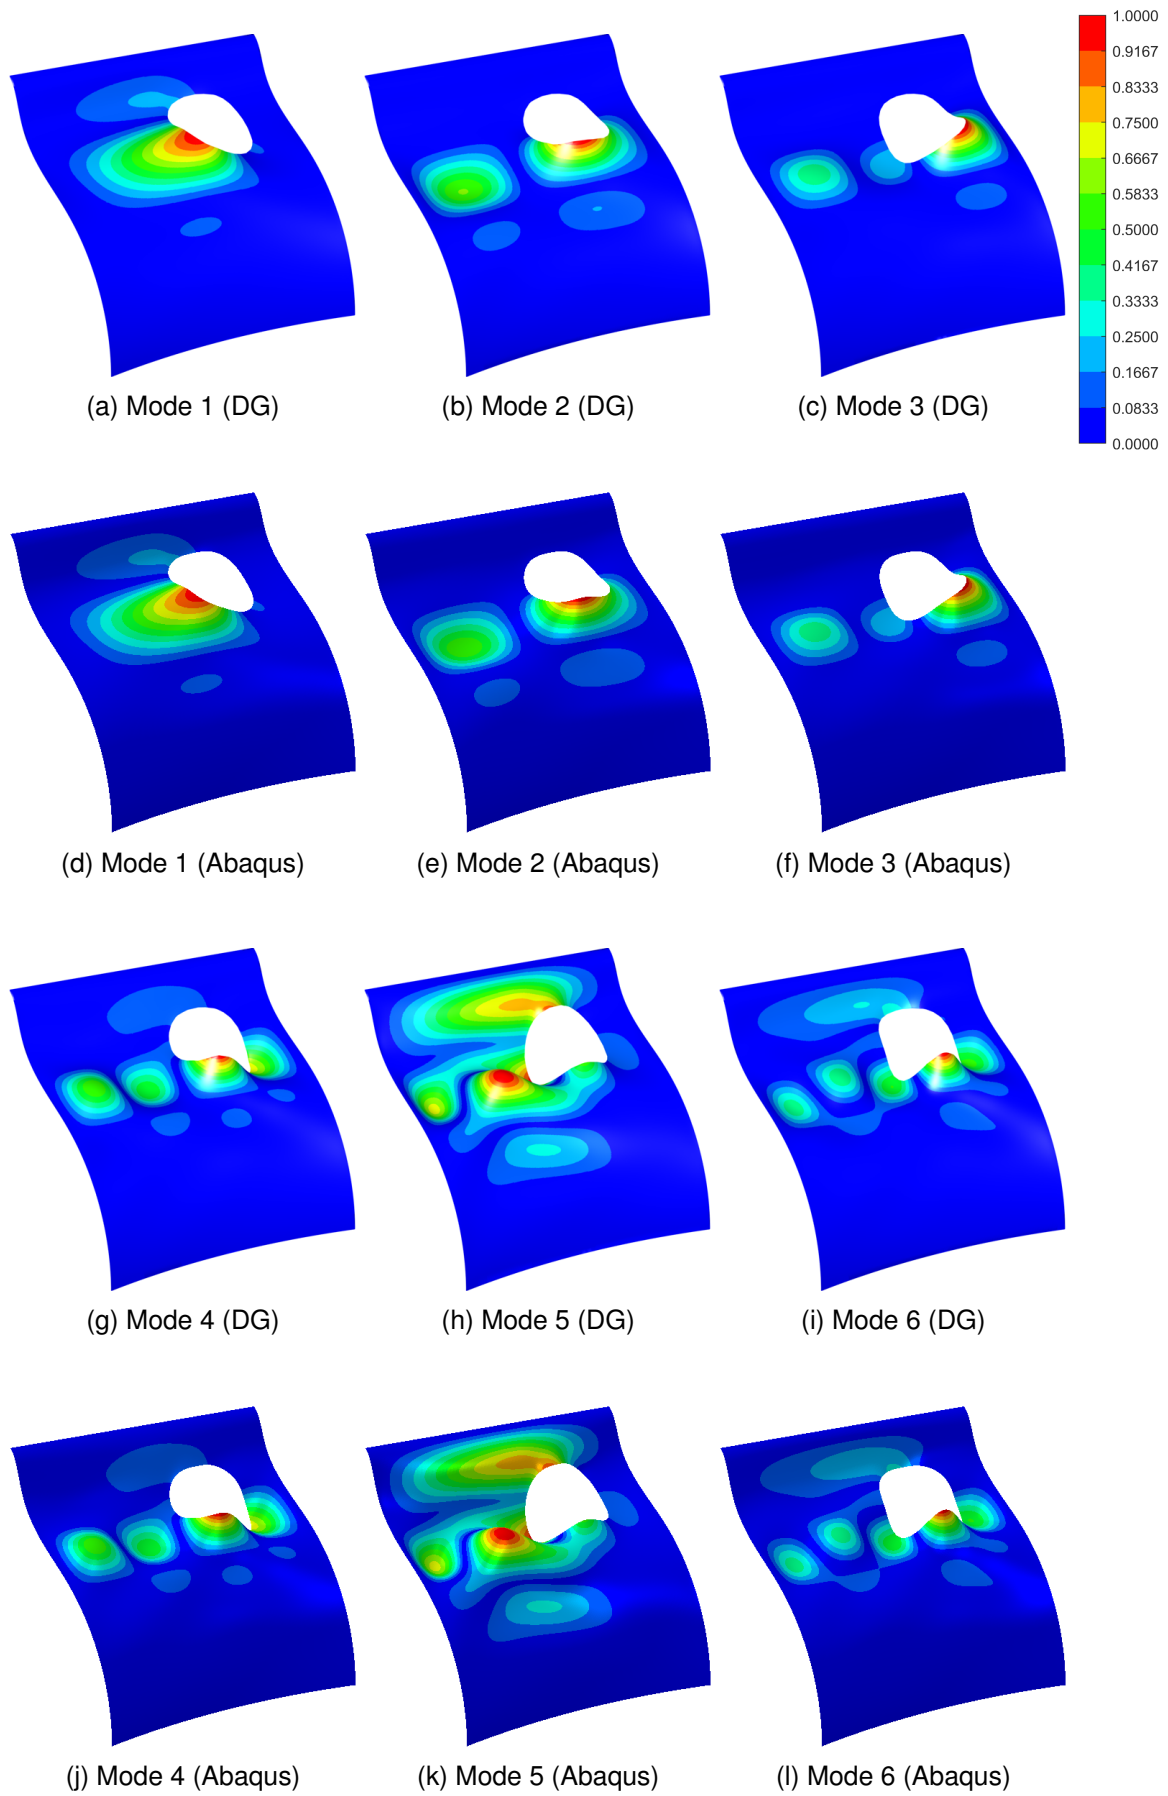 1.0000
0.9167
0.8333
0.7500
0.6667
0.5833
0.5000
0.4167
0.3333
0.2500
0.1667
0.0833
0.0000
(a) Mode 1 (DG)
(b) Mode 2 (DG)
(c) Mode 3 (DG)
(d) Mode 1 (Abaqus)
(e) Mode 2 (Abaqus)
(f) Mode 3 (Abaqus)
(g) Mode 4 (DG)
(h) Mode 5 (DG)
(i) Mode 6 (DG)
(j) Mode 4 (Abaqus)
(k) Mode 5 (Abaqus)
(l) Mode 6 (Abaqus)